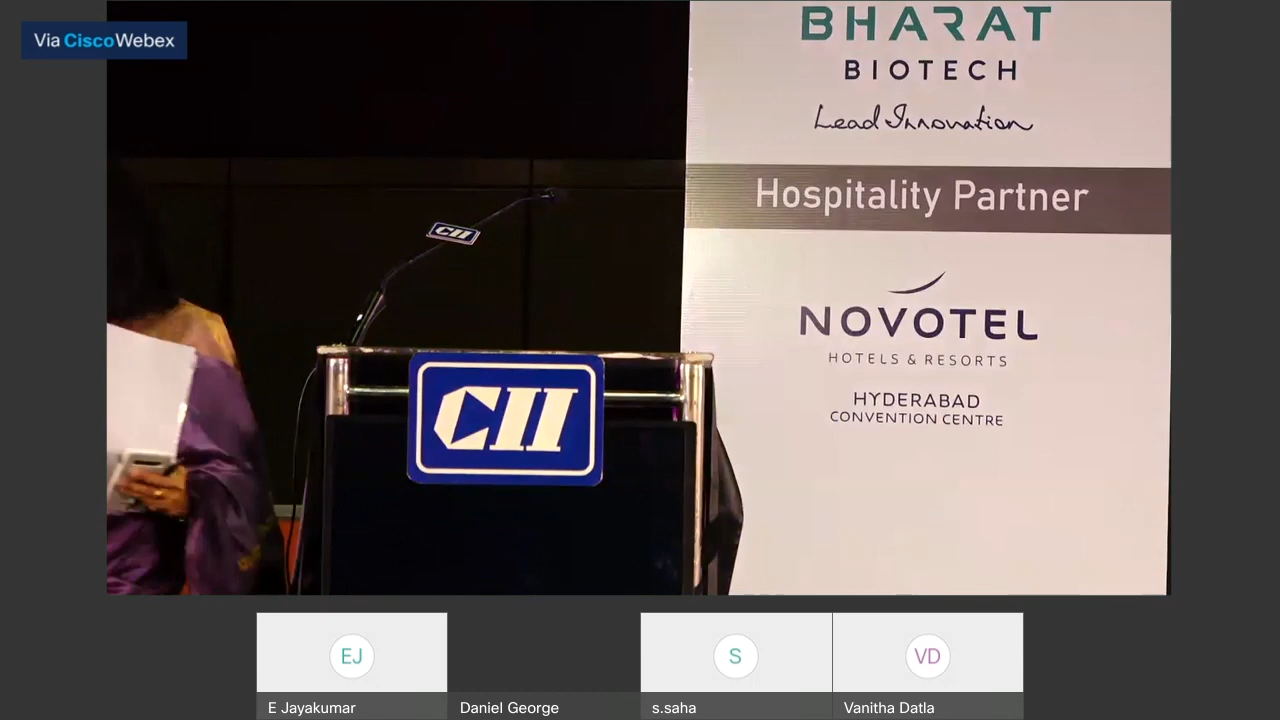 Via CiscoWebex
BHARAT
BIOTECH
Lead Innovation
Hospitality Partner
CII
NOVOTEL
HOTELS & RESORTS
HYDERABAD
CONVENTION CENTRE
CII
EJ
S
VD
E Jayakumar
Daniel George
s.saha
Vanitha Datla